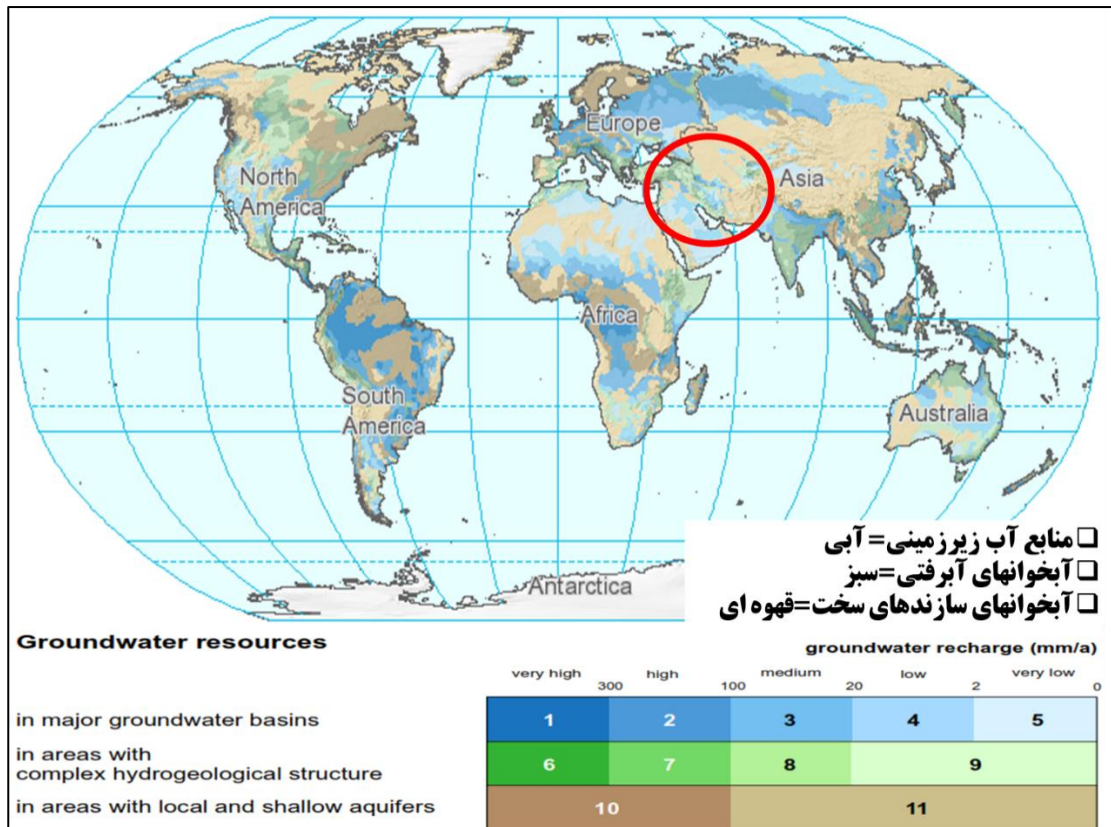 North
America
Europe
Asia
Africa
South
America
Australia
Antarctica
❑ منابع آب زیرزمینی=آبی
❑ آبخوانهای آبرفتی=سبز
❑ آبخوانهای سازندهای سخت=قهوه ای
Groundwater resources
groundwater recharge (mm/a)
very high high medium low very low
300 100 20 2 0
in major groundwater basins 1 2 3 4 5
in areas with
complex hydrogeological structure 6 7 8 9
in areas with local and shallow aquifers 10 11